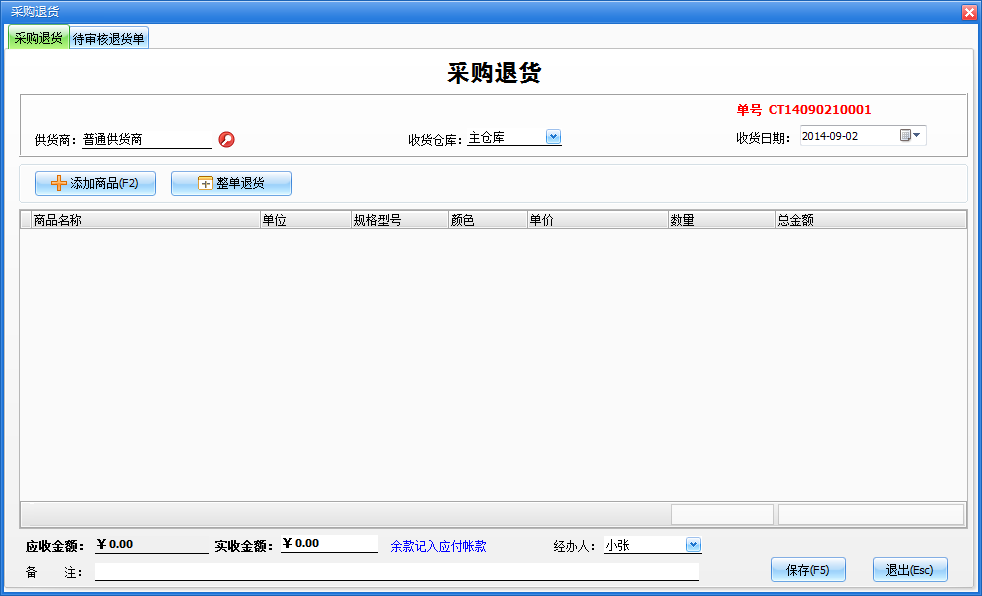 采购退货
采购退货 待审核退货单
采购退货
单号 CT14090210001
供货商: 普通供货商 收货仓库: 主仓库 收货日期: 2014-09-02
添加商品(F2) 整单退货
商品名称 单位 规格型号 颜色 单价 数量 总金额
应收金额: ¥ 0.00 实收金额: ¥ 0.00 余款记入应付帐款 经办人: 小张
备 注:
保存(F5) 退出(Esc)